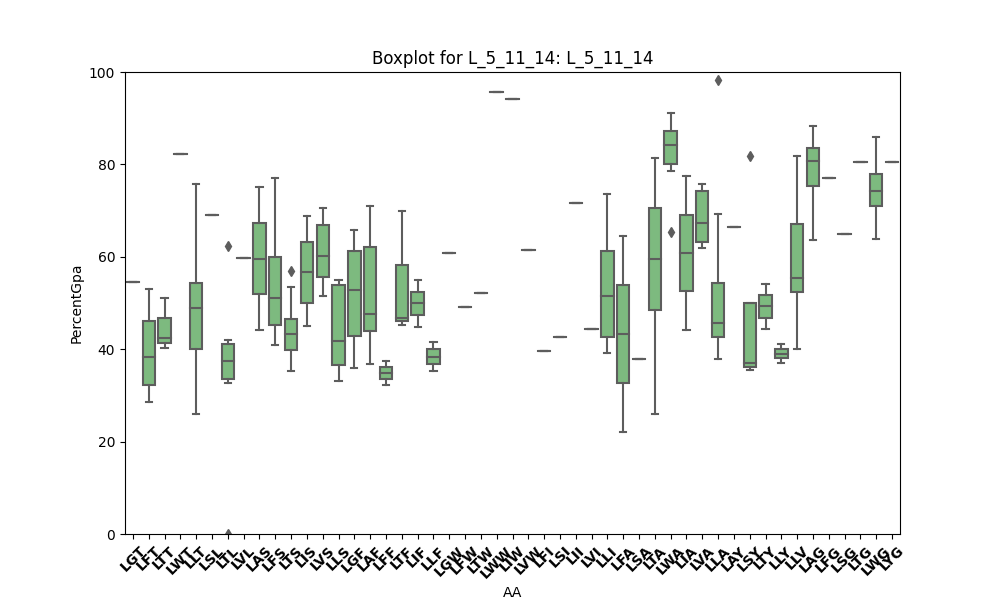 Boxplot for L_5_11_14: L_5_11_14
PercentGpa
100
80
60
40
20
0
LGT
LFT
LTT
LWT
LLT
LSL
LTL
LVL
LAS
LFS
LTS
LIS
LVS
LLS
LGF
LAF
LFF
LTF
LIF
LLF
LGW
LFW
LTW
LWW
LIW
LVW
LFI
LSI
LII
LVI
LLI
LFA
LSA
LTA
LWA
LIA
LVA
LLA
LAY
LSY
LTY
LLY
LLV
LAG
LFG
LSG
LTG
LWG
LYG
AA